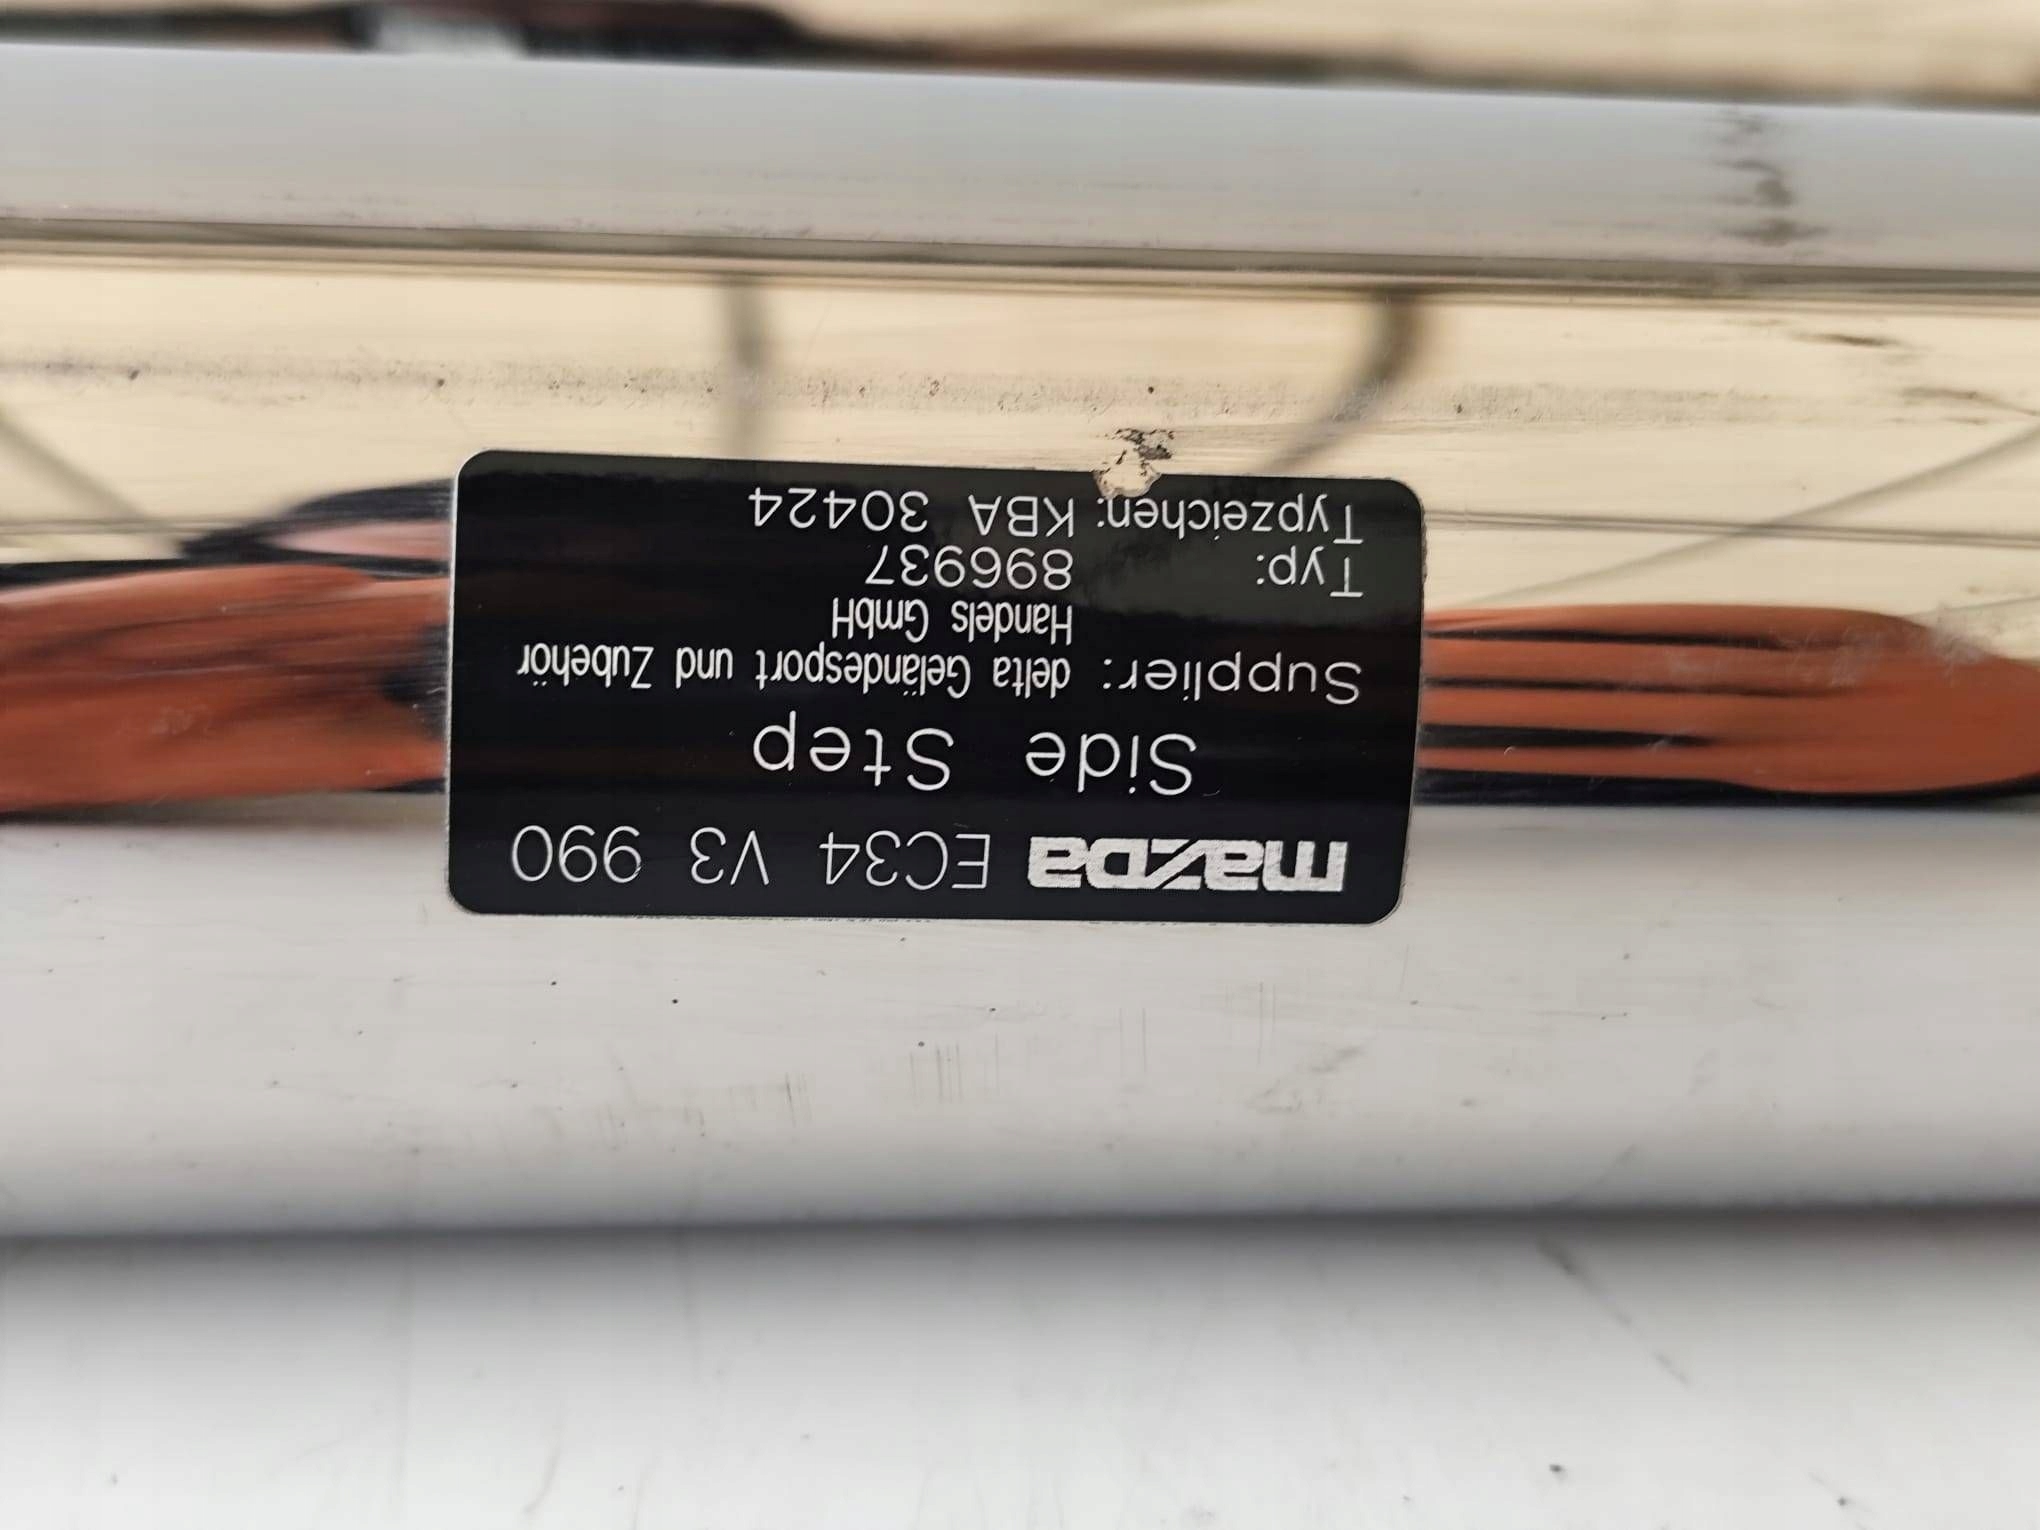 mazda EC34 V3 990
Side Step
Supplier: delta Geländesport und Zubehör
Handels GmbH
Typ: 896937
Typzeichen: KBA 30424